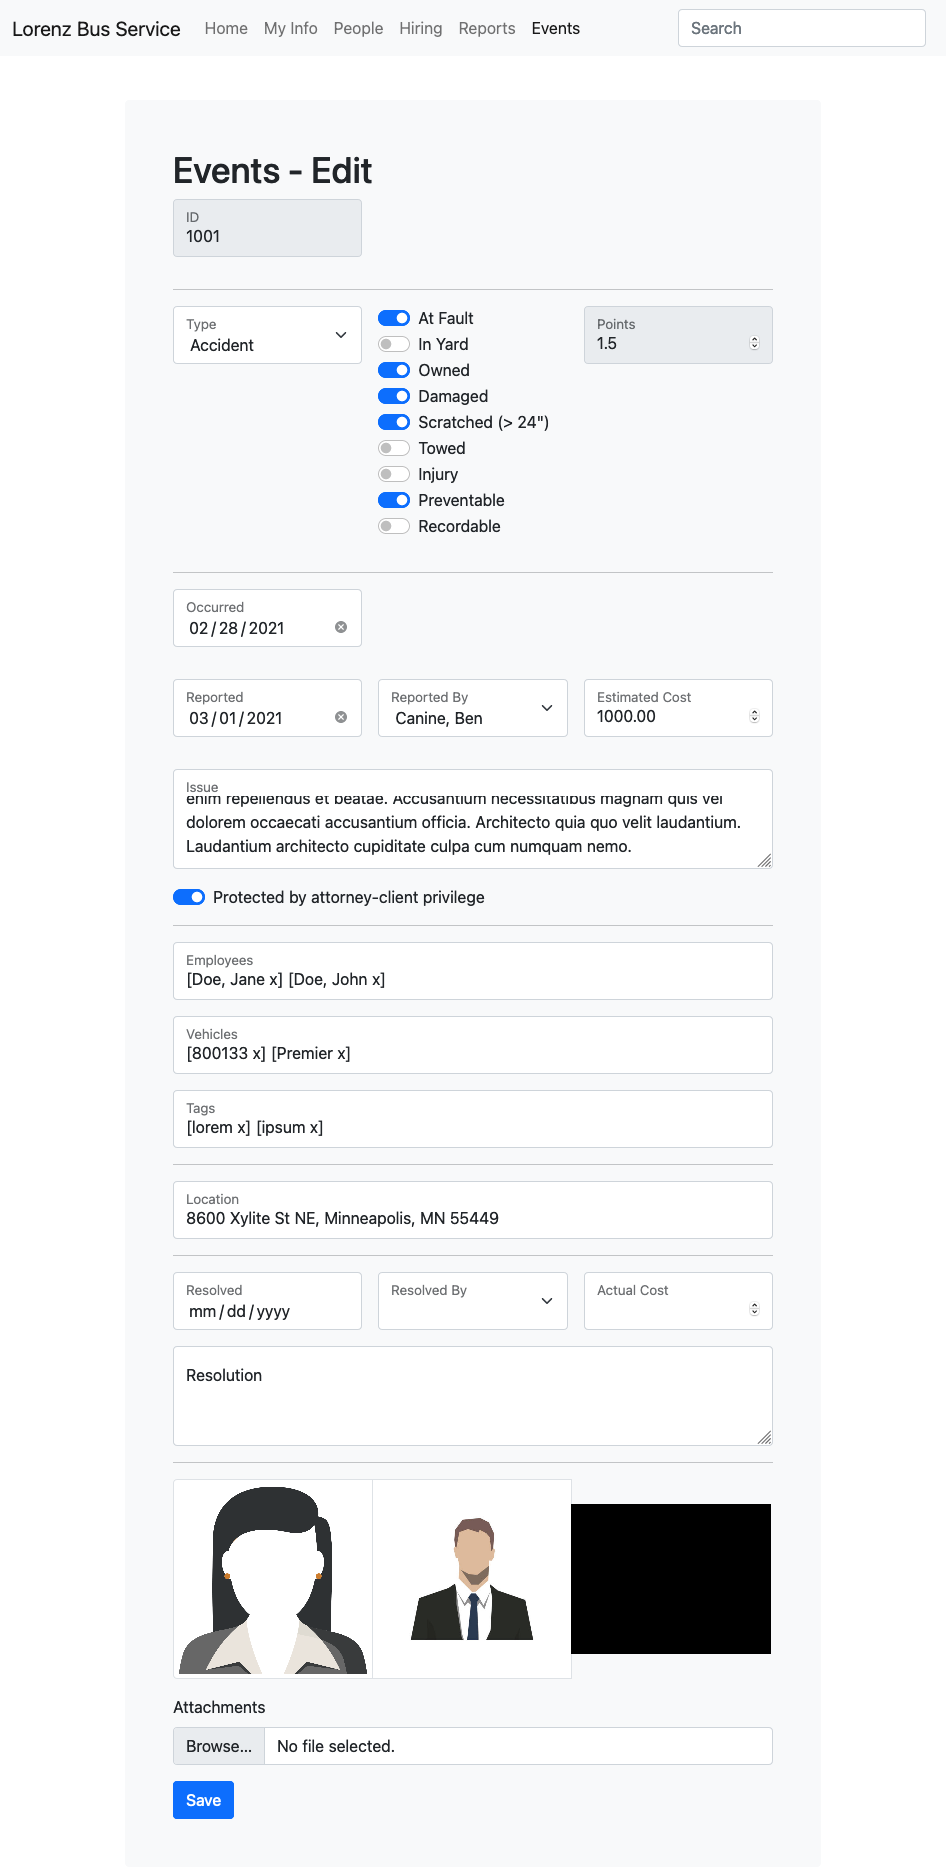 Lorenz Bus Service Home My Info People Hiring Reports Events Search
Events - Edit
ID
1001
Type
Accident
At Fault
In Yard
Owned
Damaged
Scratched (> 24")
Towed
Injury
Preventable
Recordable
Points
1.5
Occurred
02/28/2021
Reported
03/01/2021
Reported By
Canine, Ben
Estimated Cost
1000.00
Issue
enim repellendus et beatae. Accusantium necessitatibus magnam quis vel
dolorem occaecati accusantium officia. Architecto quia quo velit laudantium.
Laudantium architecto cupiditate culpa cum numquam nemo.
Protected by attorney-client privilege
Employees
[Doe, Jane x] [Doe, John x]
Vehicles
[800133 x] [Premier x]
Tags
[lorem x] [ipsum x]
Location
8600 Xylite St NE, Minneapolis, MN 55449
Resolved
mm/dd/yyyy
Resolved By
Actual Cost
Resolution
Attachments
Browse... No file selected.
Save